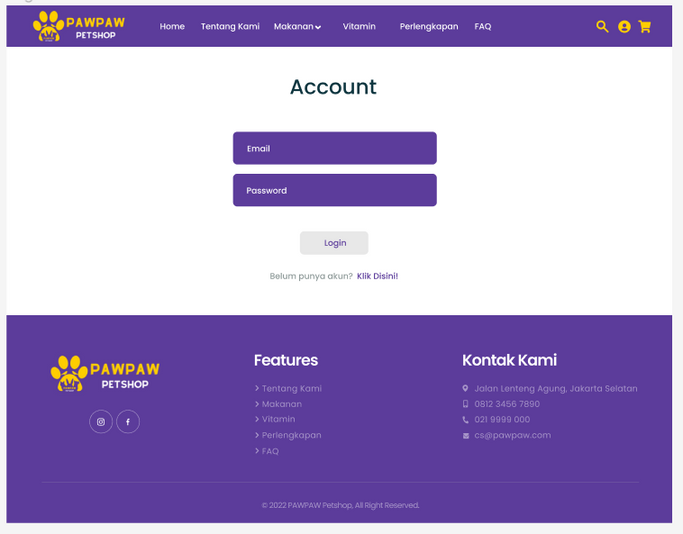 PAWPAW
PETSHOP
Home Tentang Kami Makanan Vitamin Perlengkapan FAQ
Account
Email
Password
Login
Belum punya akun? Klik Disini!
PAWPAW
PETSHOP
Features
Tentang Kami
Makanan
Vitamin
Perlengkapan
FAQ
Kontak Kami
Jalan Lenteng Agung, Jakarta Selatan
0812 3456 7890
021 9999 000
cs@pawpaw.com
© 2022 PAWPAW Petshop, All Right Reserved.